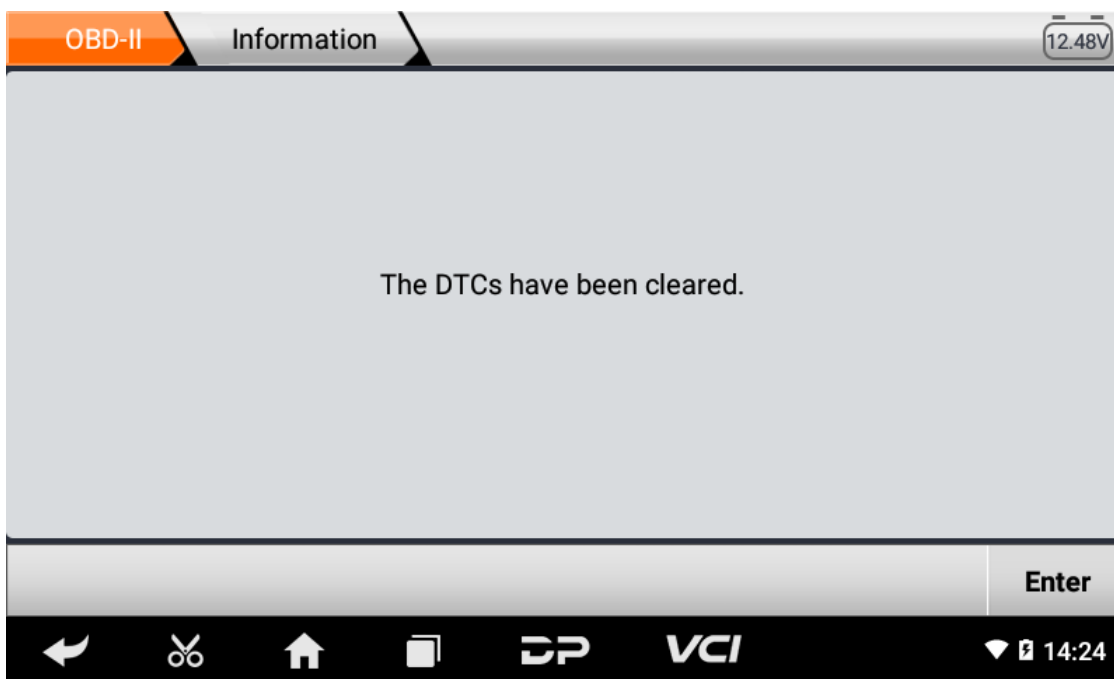 OBD-II
Information
12.48V
The DTCs have been cleared.
Enter
DP
VCI
14:24